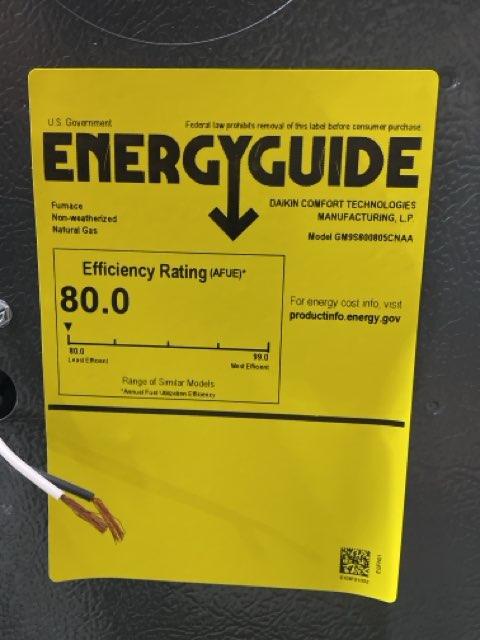 U.S. Government
Federal law prohibits removal of this label before consumer purchase.
ENERGYGUIDE
Furnace
Non-weatherized
Natural Gas
DAIKIN COMFORT TECHNOLOGIES
MANUFACTURING, L.P.
Model GM9S800805CNAA
Efficiency Rating (AFUE)*
80.0
80.0
Least Efficient
99.0
Most Efficient
Range of Similar Models
*Annual Fuel Utilization Efficiency
For energy cost info, visit
productinfo.energy.gov